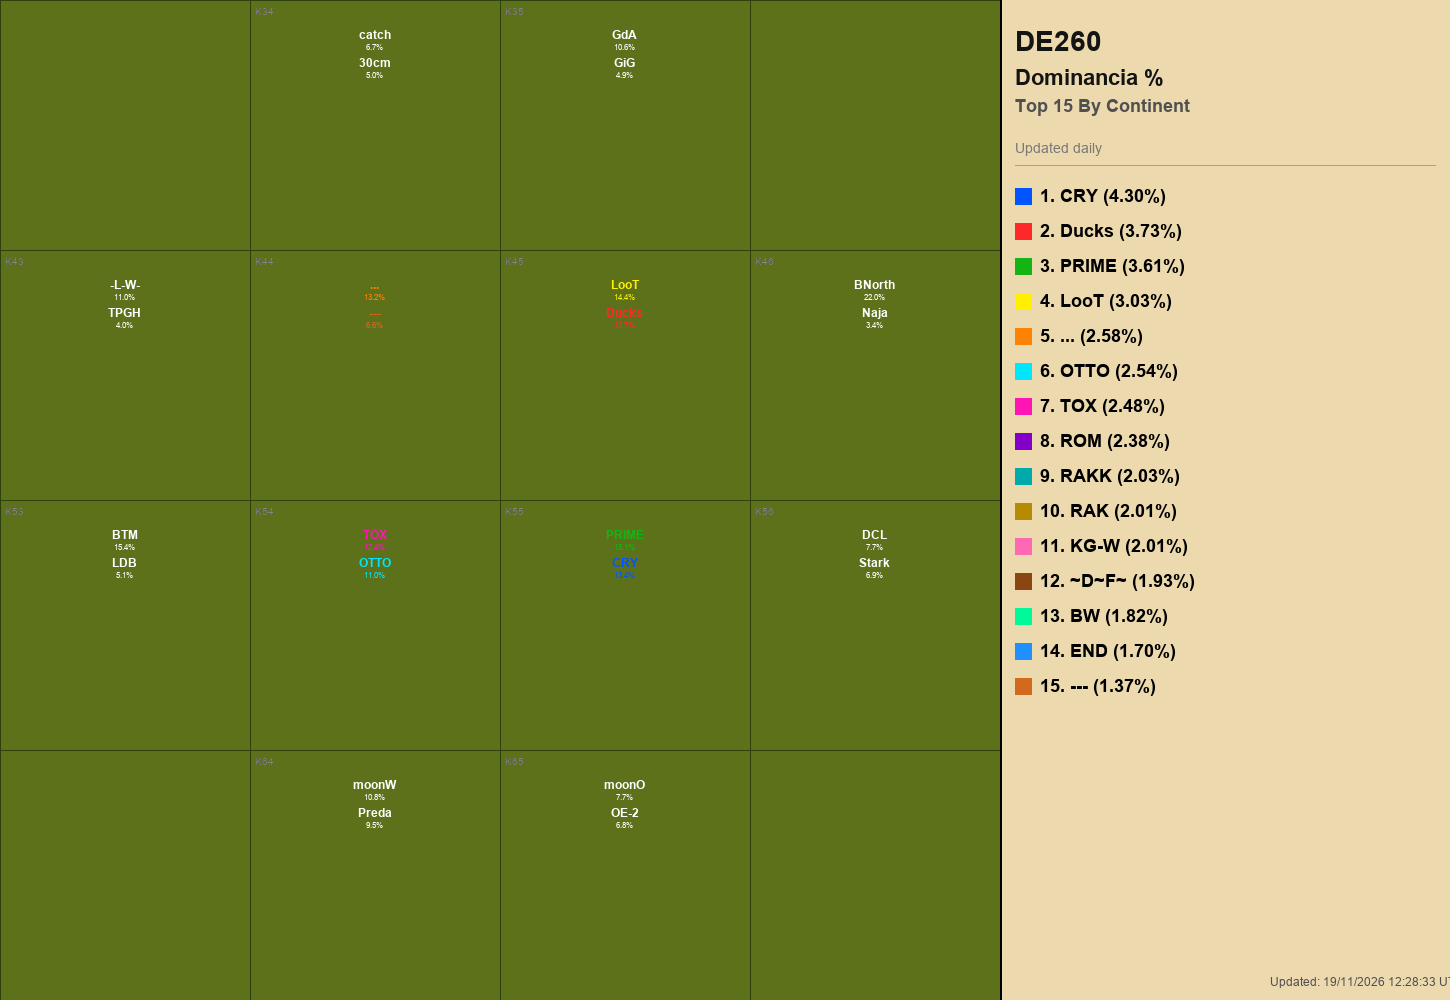 K34
catch
6.7%
30cm
5.0%
K35
GdA
10.6%
GiG
4.9%
K43
-L-W-
11.0%
TPGH
4.0%
K44
...
13.2%
---
6.6%
K45
LooT
14.4%
Ducks
K46
BNorth
22.0%
Naja
3.4%
K53
BTM
15.4%
LDB
5.1%
K54
TOX
OTTO
11.0%
K55
PRIME
CRY
K56
DCL
7.7%
Stark
6.9%
K64
moonW
10.8%
Preda
9.5%
K65
moonO
7.7%
OE-2
6.8%
DE260
Dominancia %
Top 15 By Continent
Updated daily
1. CRY (4.30%)
2. Ducks (3.73%)
3. PRIME (3.61%)
4. LooT (3.03%)
5. ... (2.58%)
6. OTTO (2.54%)
7. TOX (2.48%)
8. ROM (2.38%)
9. RAKK (2.03%)
10. RAK (2.01%)
11. KG-W (2.01%)
12. ~D~F~ (1.93%)
13. BW (1.82%)
14. END (1.70%)
15. --- (1.37%)
Updated: 19/11/2026 12:28:33 U